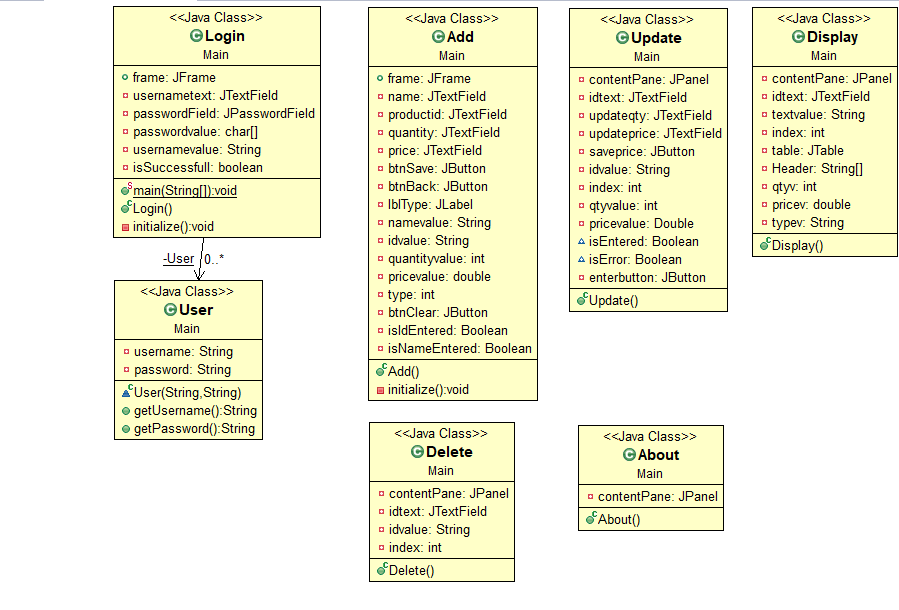 <<Java Class>>
Login
Main
frame: JFrame
usernametext: JTextField
passwordField: JPasswordField
passwordvalue: char[]
usernamevalue: String
isSuccessfull: boolean
main(String[]):void
Login()
initialize():void
-User 0..*
<<Java Class>>
User
Main
username: String
password: String
User(String,String)
getUsername():String
getPassword():String
<<Java Class>>
Add
Main
frame: JFrame
name: JTextField
productid: JTextField
quantity: JTextField
price: JTextField
btnSave: JButton
btnBack: JButton
lblType: JLabel
namevalue: String
idvalue: String
quantityvalue: int
pricevalue: double
type: int
btnClear: JButton
isIdEntered: Boolean
isNameEntered: Boolean
Add()
initialize():void
<<Java Class>>
Update
Main
contentPane: JPanel
idtext: JTextField
updateqty: JTextField
updateprice: JTextField
saveprice: JButton
idvalue: String
index: int
qtyvalue: int
pricevalue: Double
isEntered: Boolean
isError: Boolean
enterbutton: JButton
Update()
<<Java Class>>
Display
Main
contentPane: JPanel
idtext: JTextField
textvalue: String
index: int
table: JTable
Header: String[]
qtyv: int
pricev: double
typev: String
Display()
<<Java Class>>
Delete
Main
contentPane: JPanel
idtext: JTextField
idvalue: String
index: int
Delete()
<<Java Class>>
About
Main
contentPane: JPanel
About()